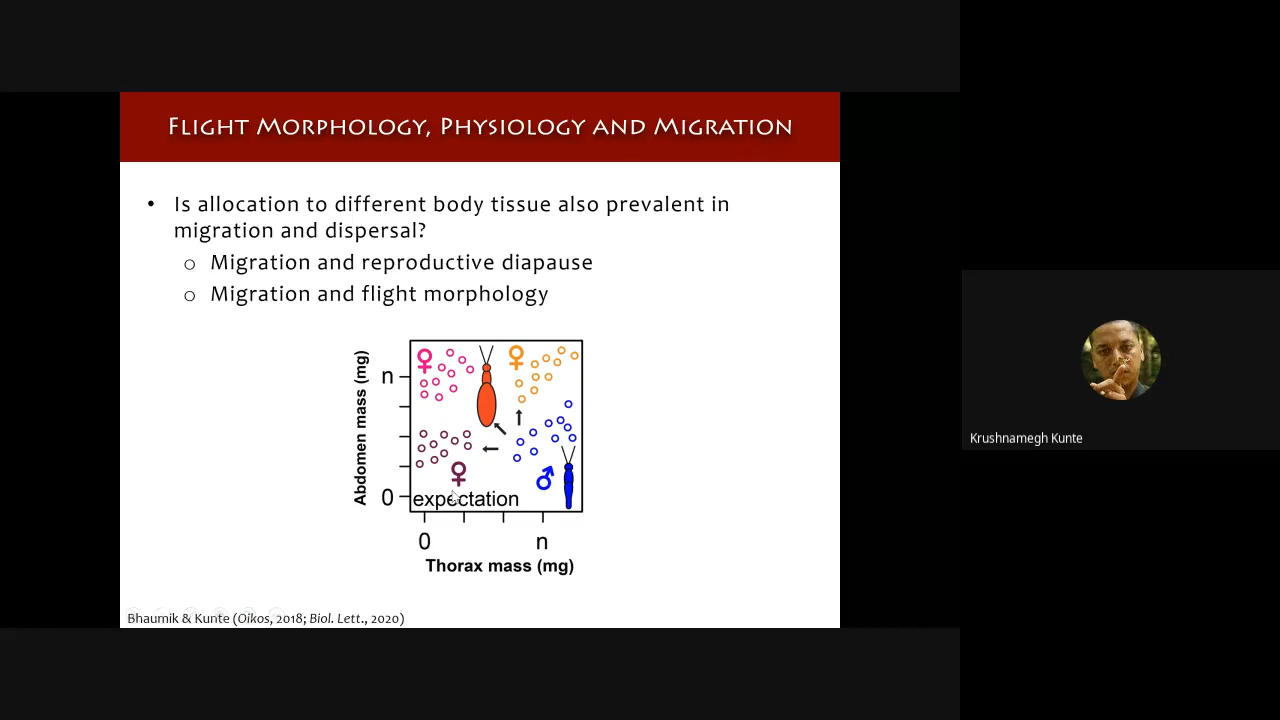 FLIGHT MORPHOLOGY, PHYSIOLOGY AND MIGRATION
• Is allocation to different body tissue also prevalent in
migration and dispersal?
o Migration and reproductive diapause
o Migration and flight morphology
Abdomen mass (mg)
n
0
♀
♀
♀
♂
expectation
0
n
Thorax mass (mg)
Bhaumik & Kunte (Oikos, 2018; Biol. Lett., 2020)
Krushnamegh Kunte